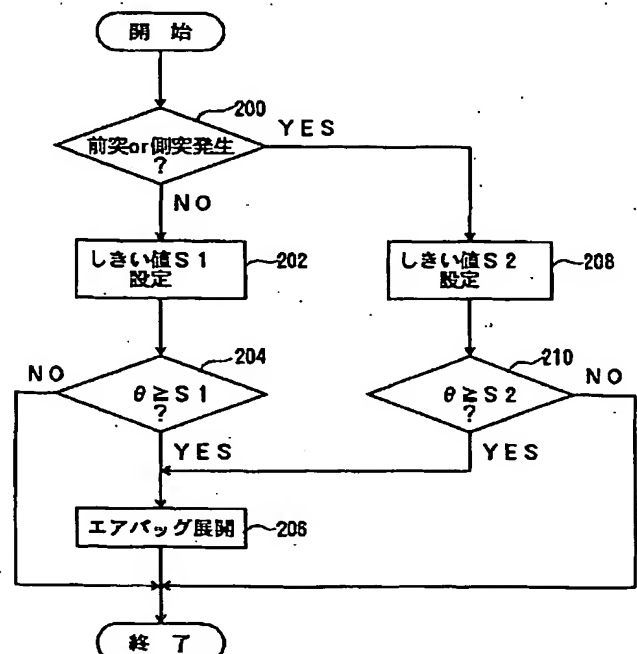 開 始
200
前突or側突発生
?
YES
NO
しきい値S1
設定
202
しきい値S2
設定
208
204
θ≧S1
?
NO
YES
210
θ≧S2
?
NO
YES
エアバッグ展開
206
終 了